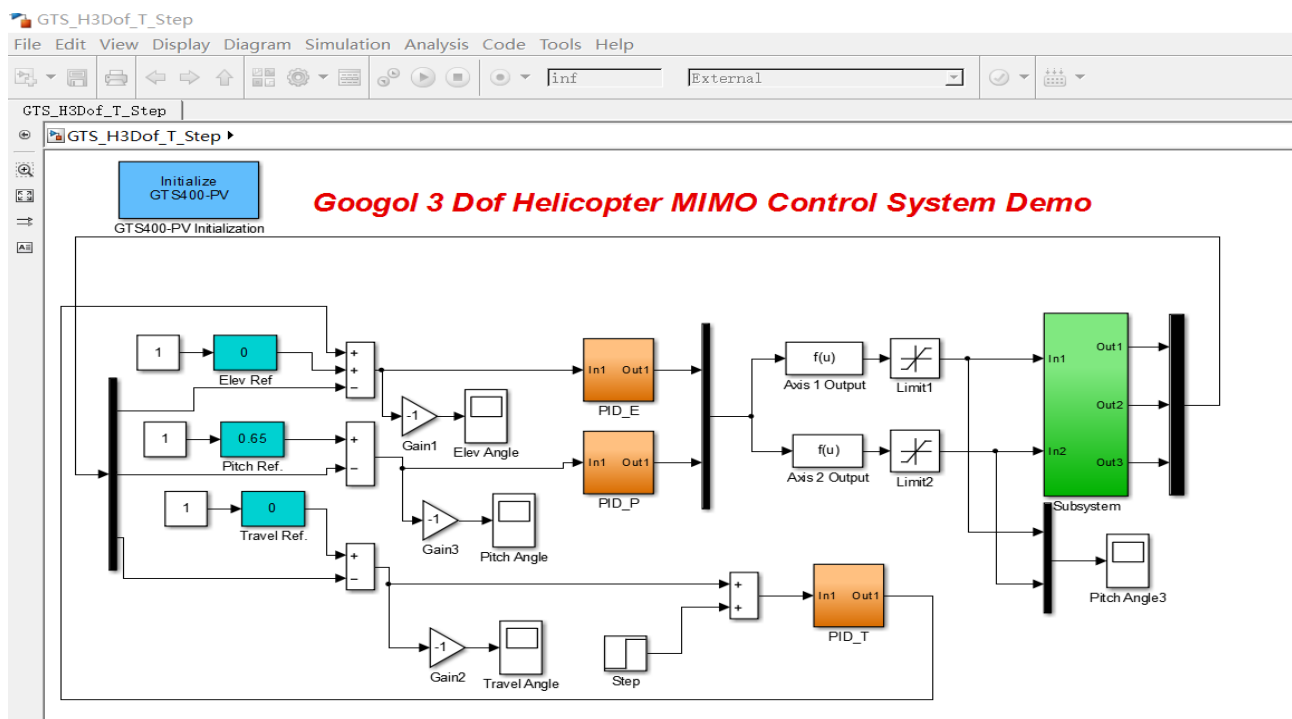 GTS_H3Dof_T_Step
File Edit View Display Diagram Simulation Analysis Code Tools Help
inf
External
GTS_H3Dof_T_Step
GTS_H3Dof_T_Step
Initialize
GTS400-PV
GTS400-PV Initialization
Googol 3 Dof Helicopter MIMO Control System Demo
1
0
Elev Ref
+
+
−
-1
Gain1
Elev Angle
In1 Out1
PID_E
f(u)
Axis 1 Output
Limit1
In1
In2
Out1
Out2
Out3
Subsystem
1
0.65
Pitch Ref.
+
−
-1
Gain3
Pitch Angle
In1 Out1
PID_P
f(u)
Axis 2 Output
Limit2
1
0
Travel Ref.
+
−
-1
Gain2
Travel Angle
Step
+
+
In1 Out1
PID_T
Pitch Angle3